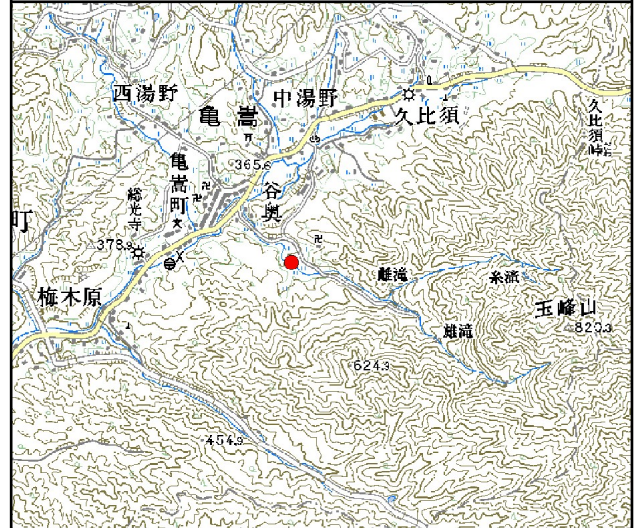 西湯野
中湯野
久比須
亀嵩
久比須峠
365.6
亀嵩町
谷奥
総光寺
町
378.9
雌滝
糸滝
梅木原
玉峰山
820.3
雄滝
624.9
454.9